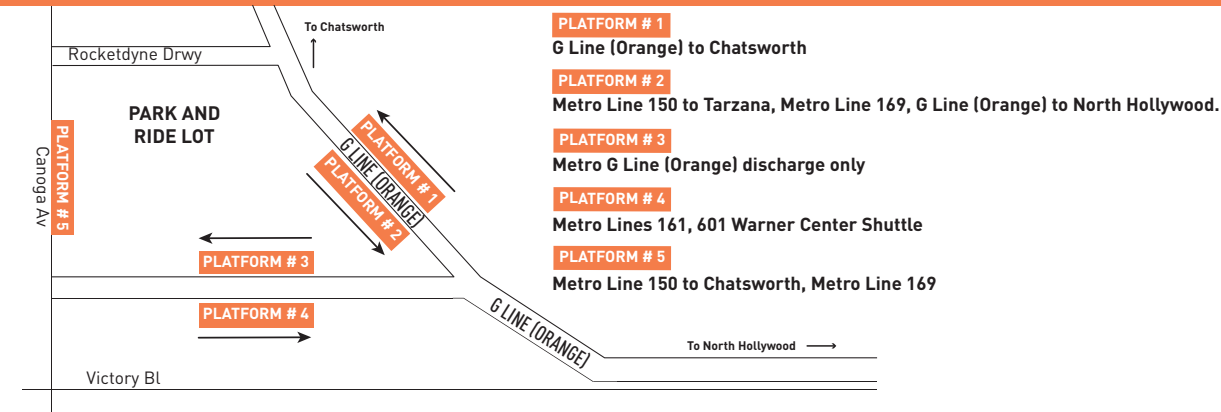 To Chatsworth
Rocketdyne Drwy
PARK AND
RIDE LOT
Canoga Av
PLATFORM # 5
PLATFORM # 1
G LINE (ORANGE)
PLATFORM # 2
PLATFORM # 3
PLATFORM # 4
G LINE (ORANGE)
To North Hollywood
Victory Bl
PLATFORM # 1
G Line (Orange) to Chatsworth
PLATFORM # 2
Metro Line 150 to Tarzana, Metro Line 169, G Line (Orange) to North Hollywood.
PLATFORM # 3
Metro G Line (Orange) discharge only
PLATFORM # 4
Metro Lines 161, 601 Warner Center Shuttle
PLATFORM # 5
Metro Line 150 to Chatsworth, Metro Line 169